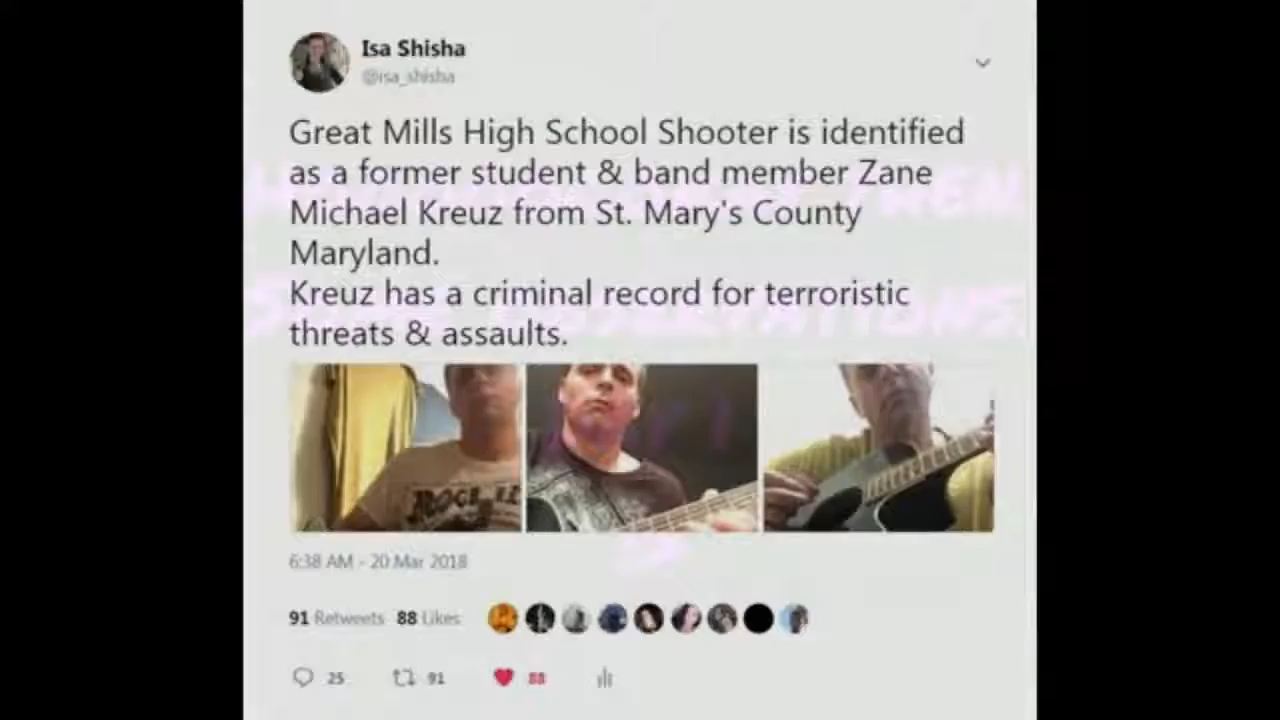 Isa Shisha
@isa_shisha
Great Mills High School Shooter is identified
as a former student & band member Zane
Michael Kreuz from St. Mary's County
Maryland.
Kreuz has a criminal record for terroristic
threats & assaults.
6:38 AM - 20 Mar 2018
91 Retweets 88 Likes
25 91 88